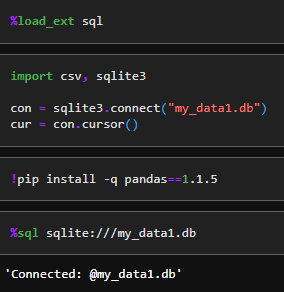 %load_ext sql
import csv, sqlite3
con = sqlite3.connect("my_data1.db")
cur = con.cursor()
!pip install -q pandas==1.1.5
%sql sqlite:///my_data1.db
'Connected: @my_data1.db'